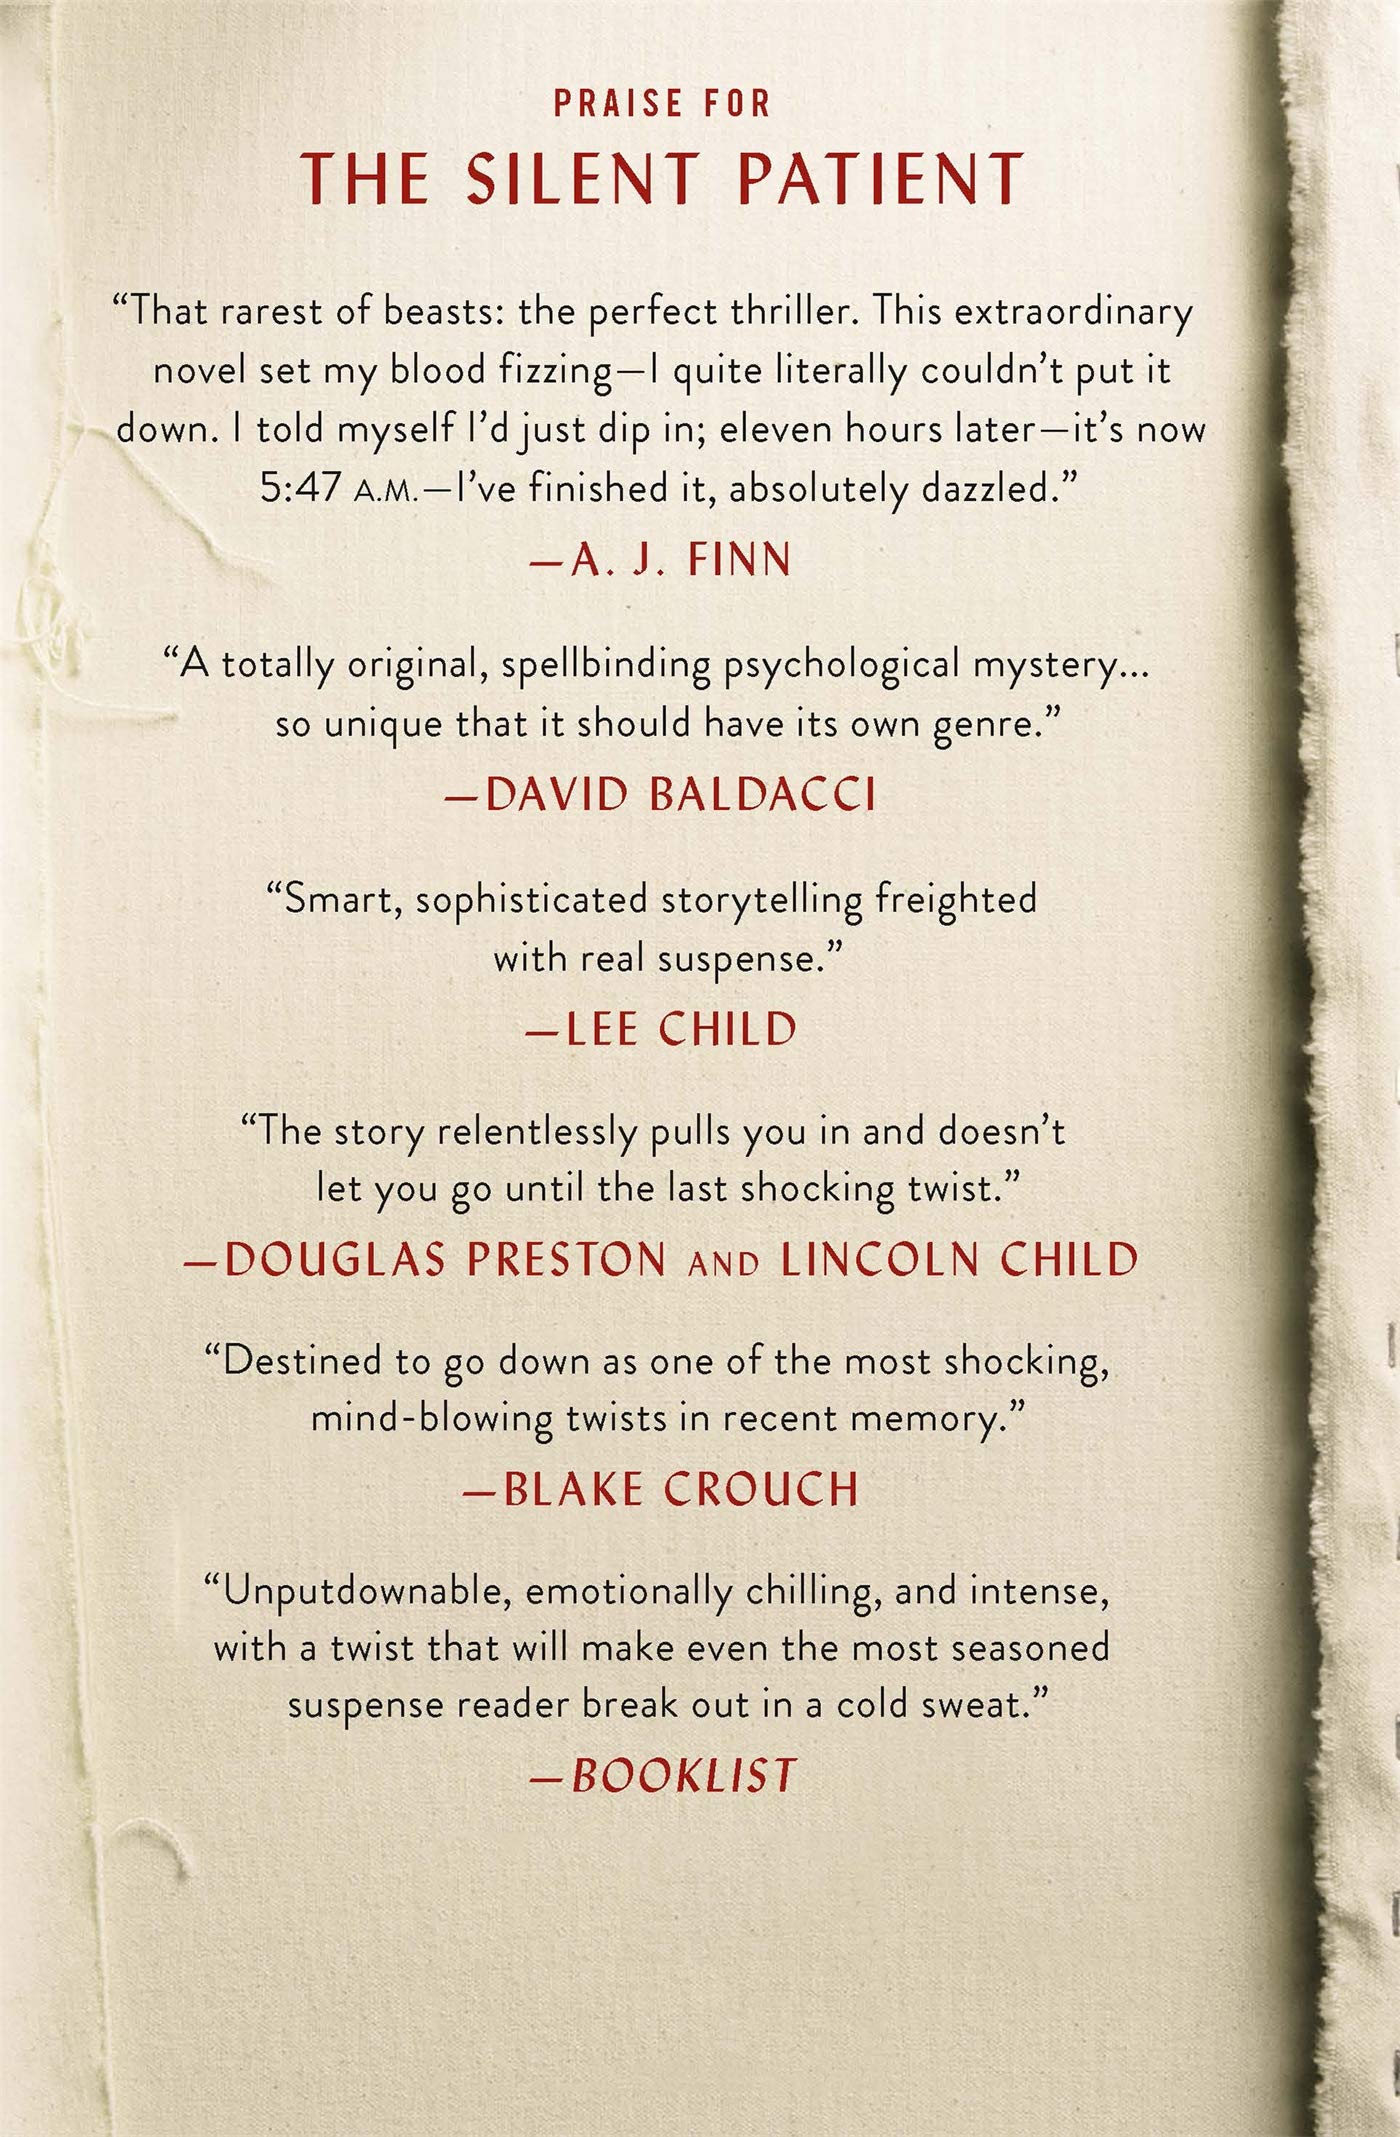 PRAISE FOR
THE SILENT PATIENT
“That rarest of beasts: the perfect thriller. This extraordinary
novel set my blood fizzing—I quite literally couldn’t put it
down. I told myself I’d just dip in; eleven hours later—it’s now
5:47 A.M.—I’ve finished it, absolutely dazzled.”
—A. J. FINN
“A totally original, spellbinding psychological mystery...
so unique that it should have its own genre.”
—DAVID BALDACCI
“Smart, sophisticated storytelling freighted
with real suspense.”
—LEE CHILD
“The story relentlessly pulls you in and doesn’t
let you go until the last shocking twist.”
—DOUGLAS PRESTON AND LINCOLN CHILD
“Destined to go down as one of the most shocking,
mind-blowing twists in recent memory.”
—BLAKE CROUCH
“Unputdownable, emotionally chilling, and intense,
with a twist that will make even the most seasoned
suspense reader break out in a cold sweat.”
—BOOKLIST